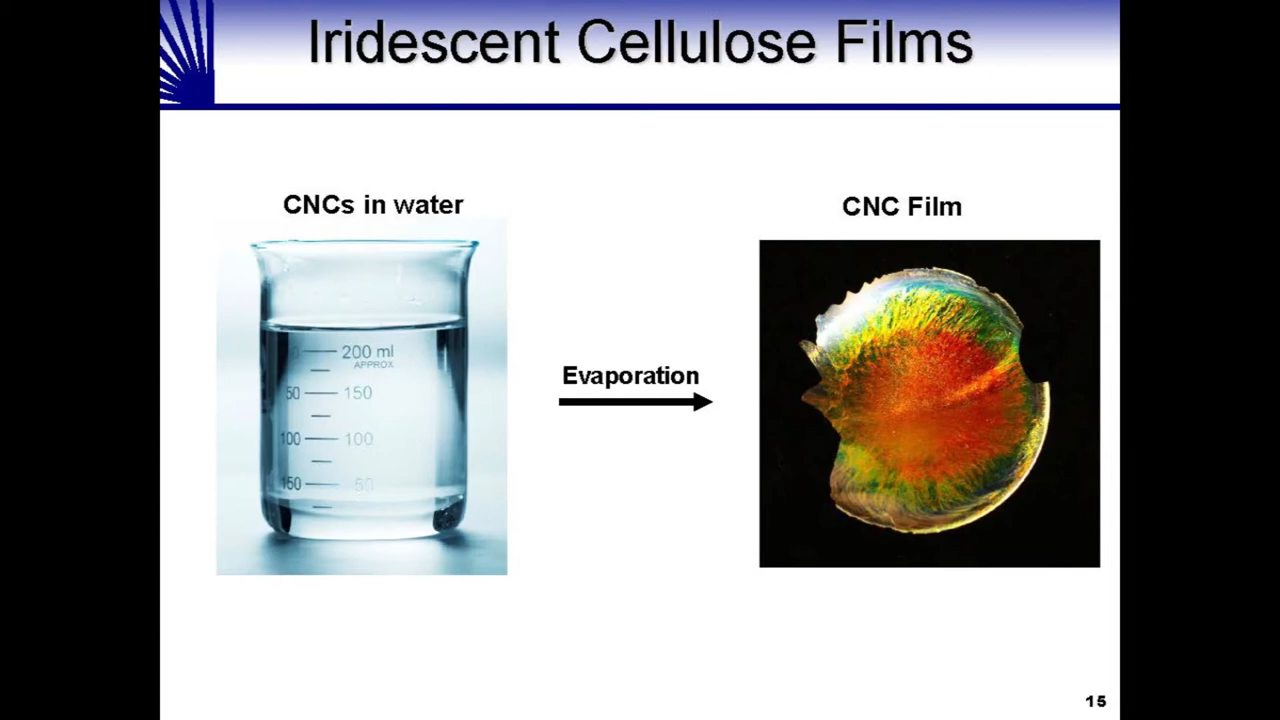 Iridescent Cellulose Films
CNCs in water
CNC Film
200 ml
APPROX
50 150
100 100
150 50
Evaporation
15